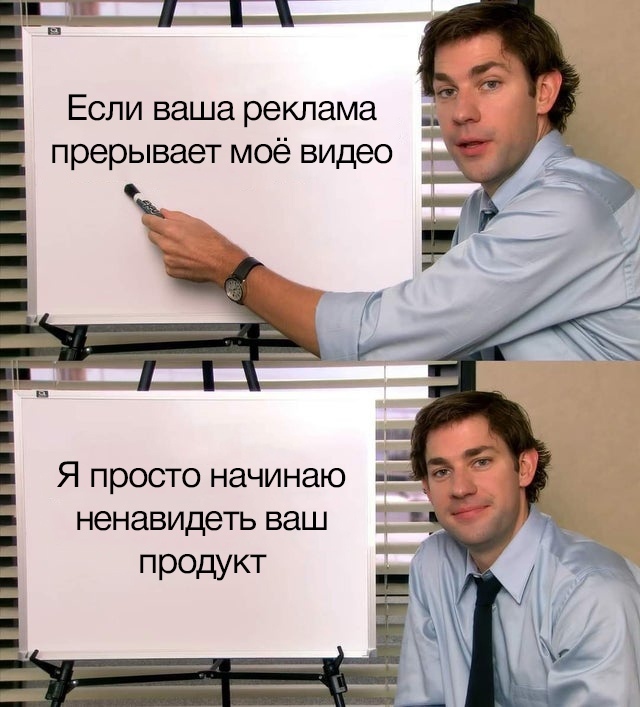 Если ваша реклама
прерывает моё видео
Я просто начинаю
ненавидеть ваш
продукт